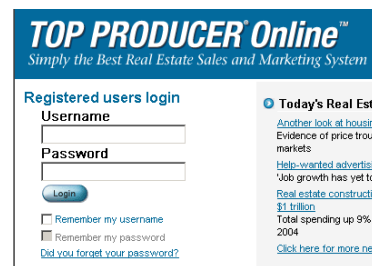 TOP PRODUCER® Online™
Simply the Best Real Estate Sales and Marketing System
Registered users login
Username
Password
Login
Remember my username
Remember my password
Did you forget your password?
Today's Real Est
Another look at housin
Evidence of price trou
markets
Help-wanted advertisi
'Job growth has yet to
Real estate constructi
$1 trillion
Total spending up 9%
2004
Click here for more ne